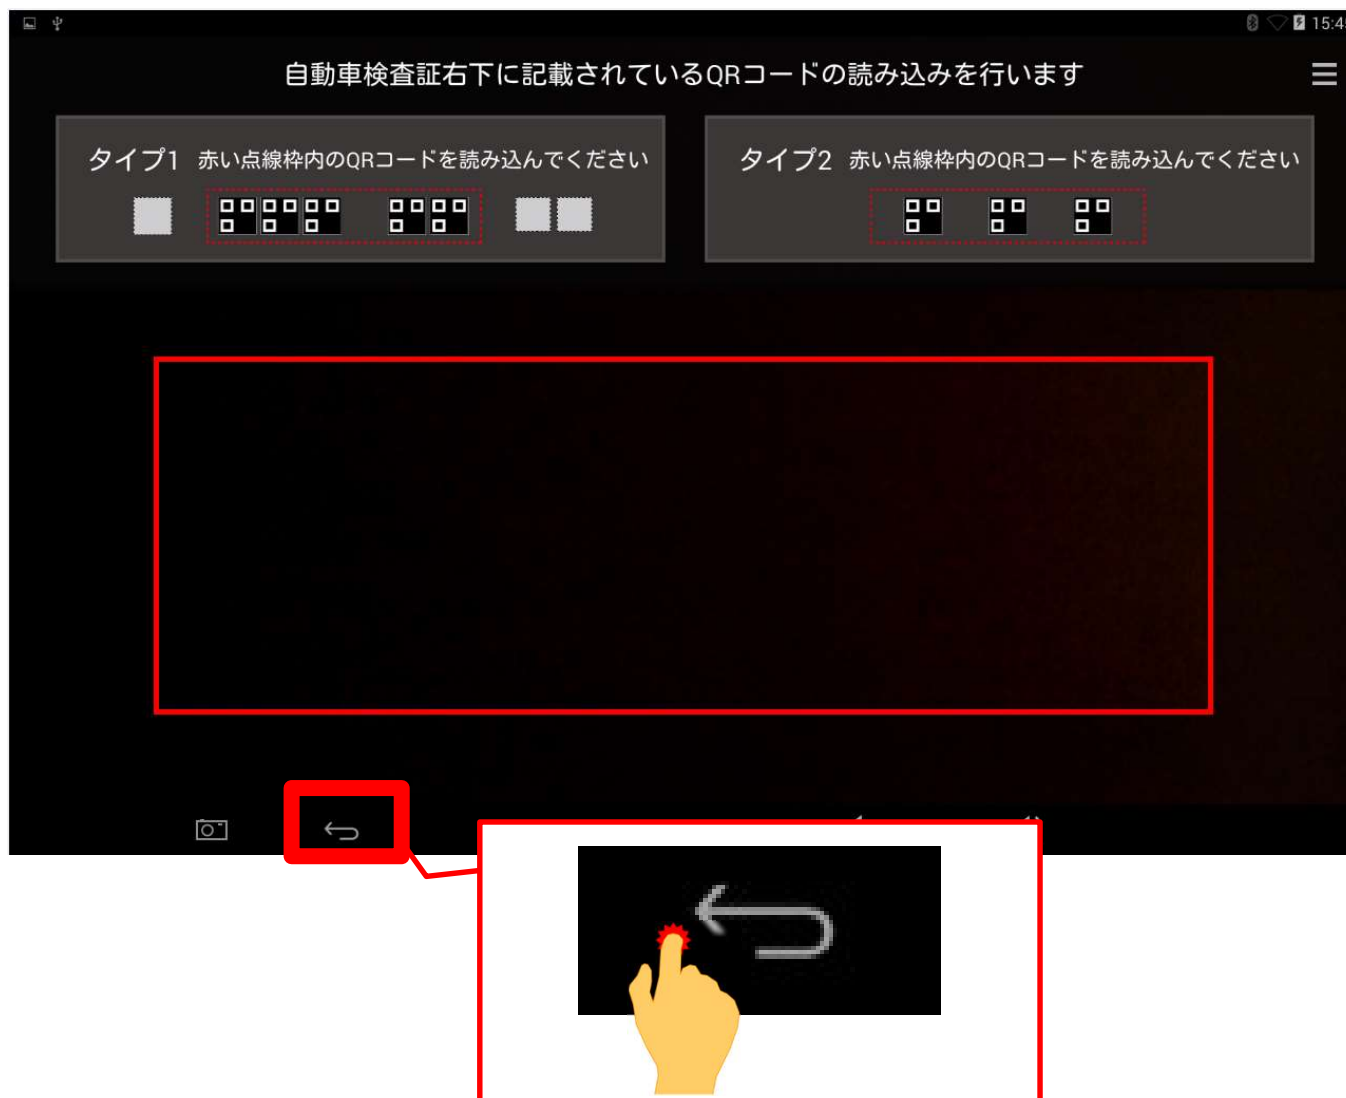 15:45
自動車検査証右下に記載されているQRコードの読み込みを行います
タイプ1 赤い点線枠内のQRコードを読み込んでください
タイプ2 赤い点線枠内のQRコードを読み込んでください